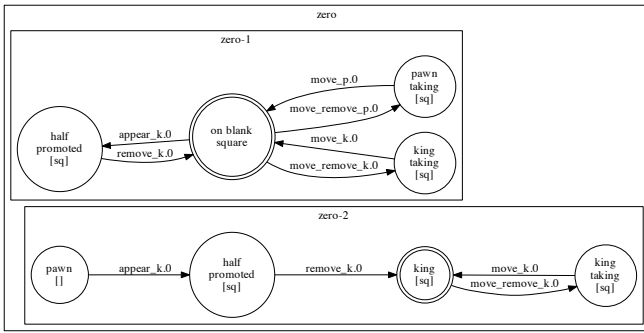 zero
zero-1
pawn
taking
[sq]
move_p.0
move_remove_p.0
on blank
square
half
promoted
[sq]
appear_k.0
remove_k.0
move_k.0
move_remove_k.0
king
taking
[sq]
zero-2
pawn
[]
appear_k.0
half
promoted
[sq]
remove_k.0
king
[sq]
move_k.0
move_remove_k.0
king
taking
[sq]